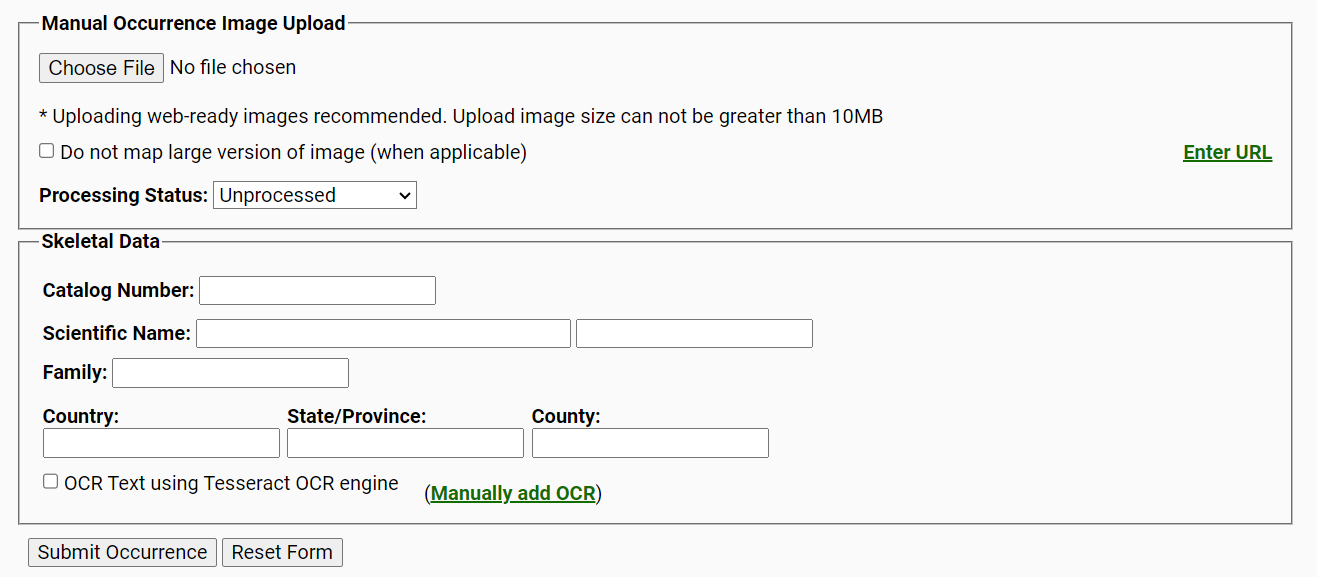 Manual Occurrence Image Upload
Choose File No file chosen
* Uploading web-ready images recommended. Upload image size can not be greater than 10MB
Do not map large version of image (when applicable) Enter URL
Processing Status: Unprocessed
Skeletal Data
Catalog Number:
Scientific Name:
Family:
Country: State/Province: County:
OCR Text using Tesseract OCR engine (Manually add OCR)
Submit Occurrence Reset Form